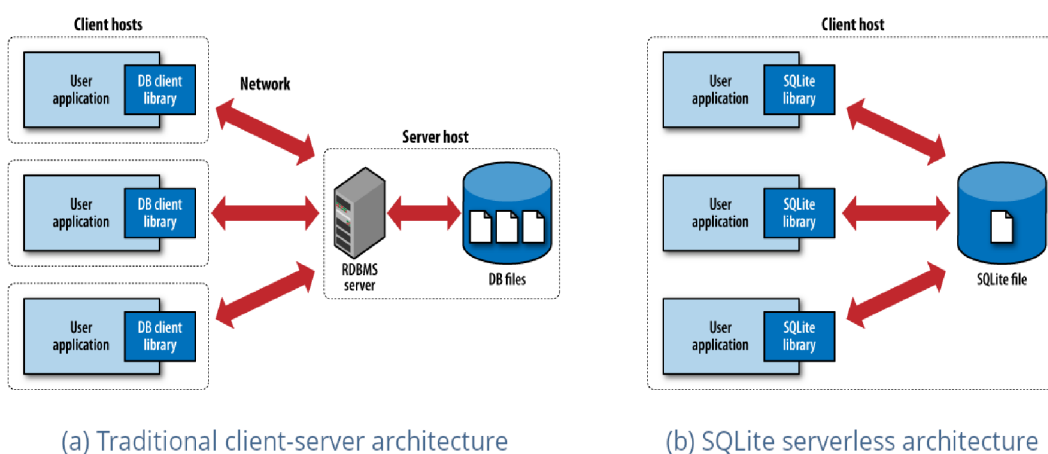 Client hosts
User
application
DB client
library
Network
User
application
DB client
library
User
application
DB client
library
Server host
RDBMS
server
DB files
(a) Traditional client-server architecture
Client host
User
application
SQLite
library
User
application
SQLite
library
User
application
SQLite
library
SQLite file
(b) SQLite serverless architecture